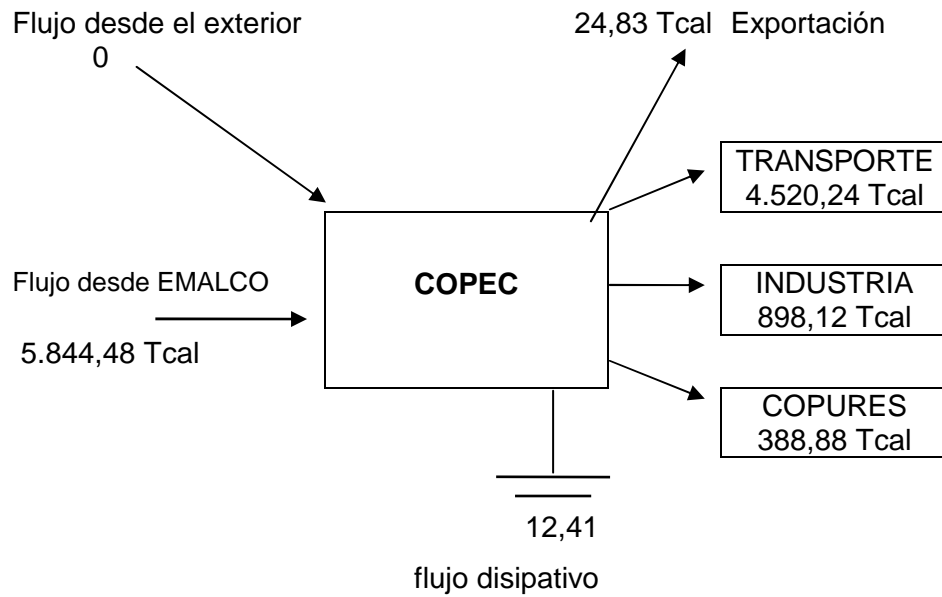 Flujo desde el exterior
0
24,83 Tcal Exportación
TRANSPORTE
4.520,24 Tcal
Flujo desde EMALCO
5.844,48 Tcal
COPEC
INDUSTRIA
898,12 Tcal
COPURES
388,88 Tcal
12,41
flujo disipativo